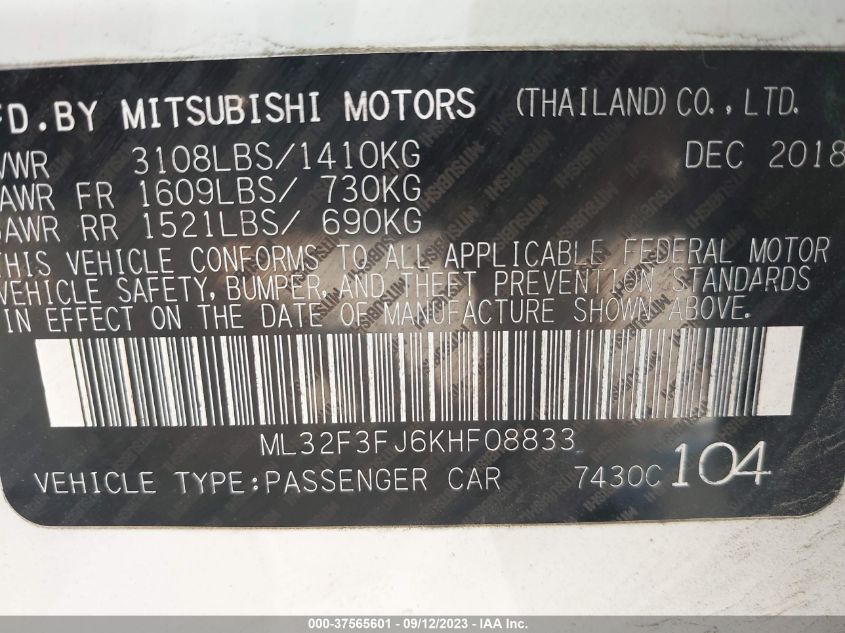 FD.BY MITSUBISHI MOTORS (THAILAND) CO., LTD.
VWR 3108LBS/1410KG DEC 2018
AWR FR 1609LBS/ 730KG
AWR RR 1521LBS/ 690KG
THIS VEHICLE CONFORMS TO ALL APPLICABLE FEDERAL MOTOR
VEHICLE SAFETY, BUMPER, AND THEFT PREVENTION STANDARDS
IN EFFECT ON THE DATE OF MANUFACTURE SHOWN ABOVE.
ML32F3FJ6KHF08833
VEHICLE TYPE:PASSENGER CAR 7430C 104
000-37565601 - 09/12/2023 - IAA Inc.